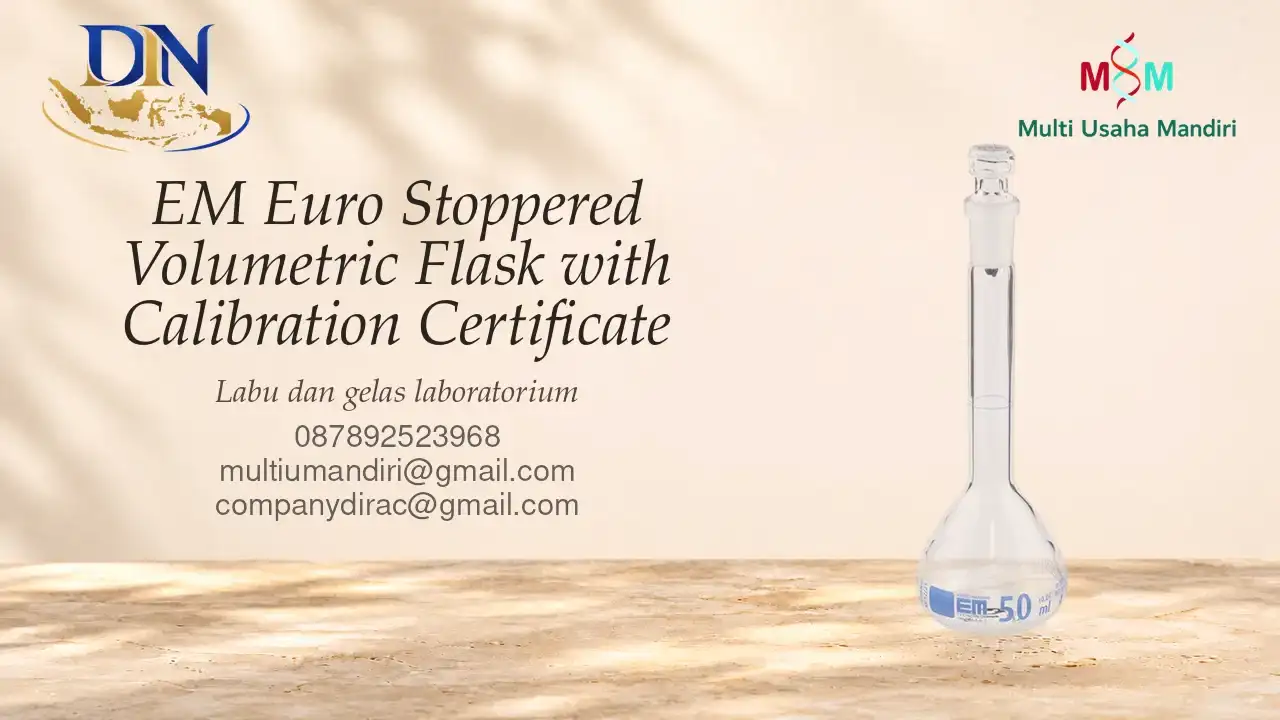 DIN
MSM
Multi Usaha Mandiri
EM Euro Stoppered
Volumetric Flask with
Calibration Certificate
Labu dan gelas laboratorium
087892523968
multiumandiri@gmail.com
companydirac@gmail.com
EM
50
ml